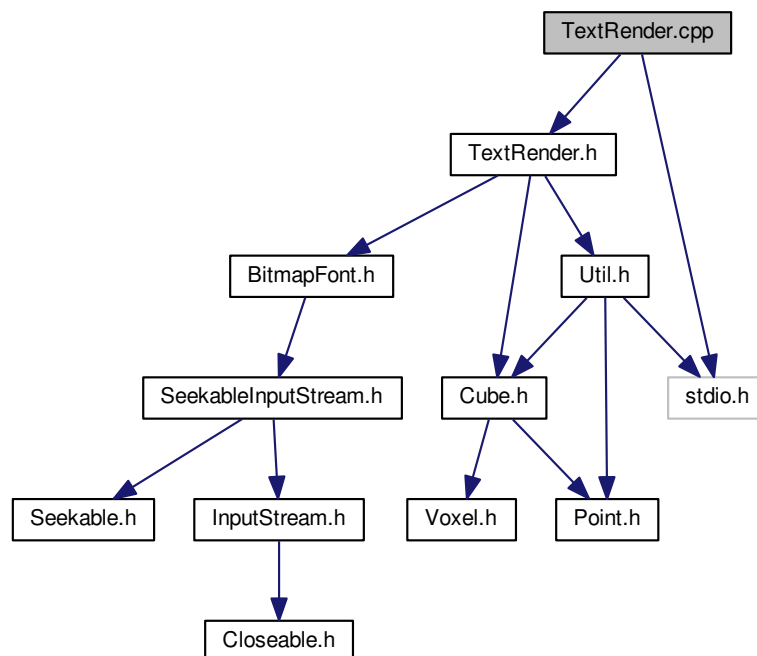 TextRender.cpp
TextRender.h
BitmapFont.h
Util.h
SeekableInputStream.h
Cube.h
stdio.h
Seekable.h
InputStream.h
Voxel.h
Point.h
Closeable.h